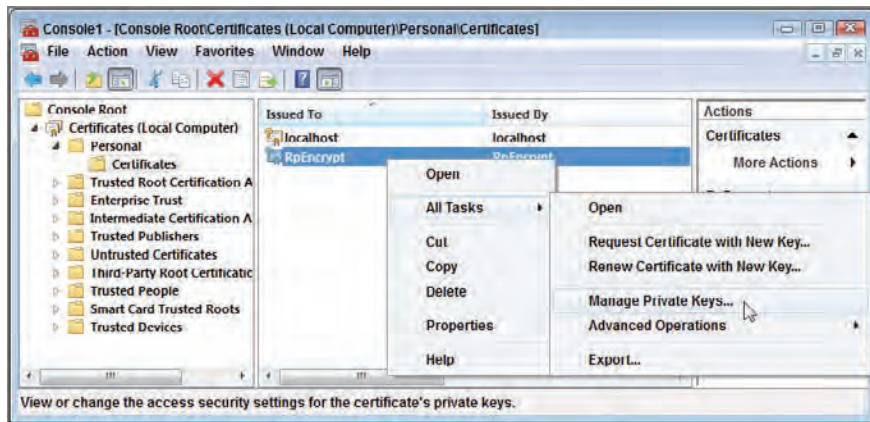 Console1 - [Console Root\Certificates (Local Computer)\Personal\Certificates]
File Action View Favorites Window Help
Console Root
Certificates (Local Computer)
Personal
Certificates
Trusted Root Certification A
Enterprise Trust
Intermediate Certification A
Trusted Publishers
Untrusted Certificates
Third-Party Root Certificatic
Trusted People
Smart Card Trusted Roots
Trusted Devices
Issued To Issued By
localhost localhost
RpEncrypt RpEncrypt
Actions
Certificates
More Actions
Open
All Tasks
Cut
Copy
Delete
Properties
Help
Open
Request Certificate with New Key...
Renew Certificate with New Key...
Manage Private Keys...
Advanced Operations
Export...
View or change the access security settings for the certificate's private keys.